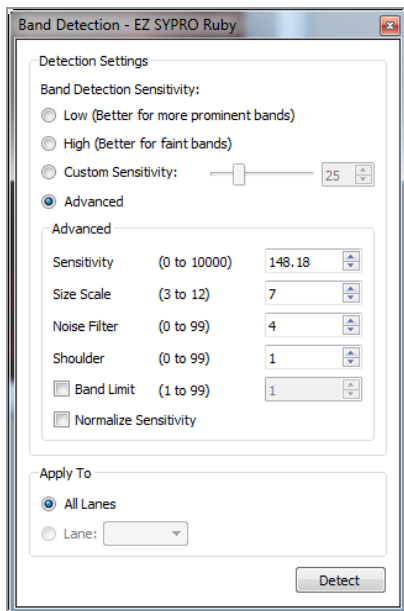 Band Detection - EZ SYPRO Ruby
Detection Settings
Band Detection Sensitivity:
Low (Better for more prominent bands)
High (Better for faint bands)
Custom Sensitivity: 25
Advanced
Advanced
Sensitivity (0 to 10000) 148.18
Size Scale (3 to 12) 7
Noise Filter (0 to 99) 4
Shoulder (0 to 99) 1
Band Limit (1 to 99) 1
Normalize Sensitivity
Apply To
All Lanes
Lane:
Detect